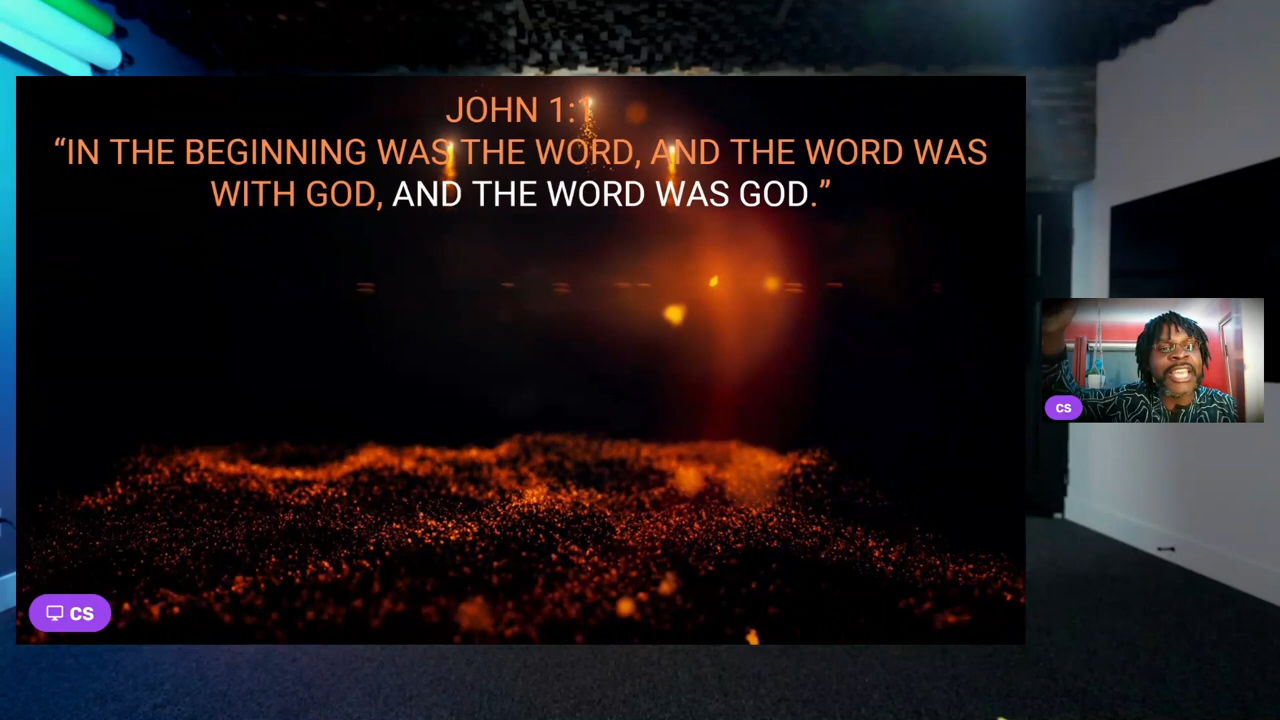 JOHN 1:1
“IN THE BEGINNING WAS THE WORD, AND THE WORD WAS
WITH GOD, AND THE WORD WAS GOD.”
CS
CS